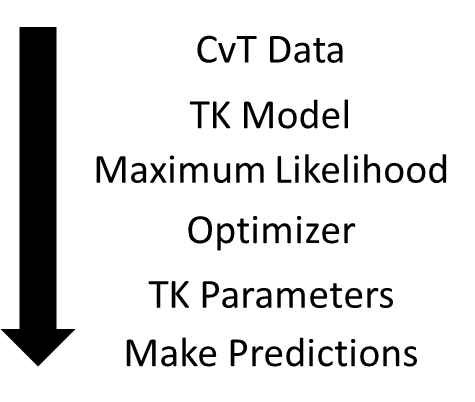 CvT Data
TK Model
Maximum Likelihood
Optimizer
TK Parameters
Make Predictions